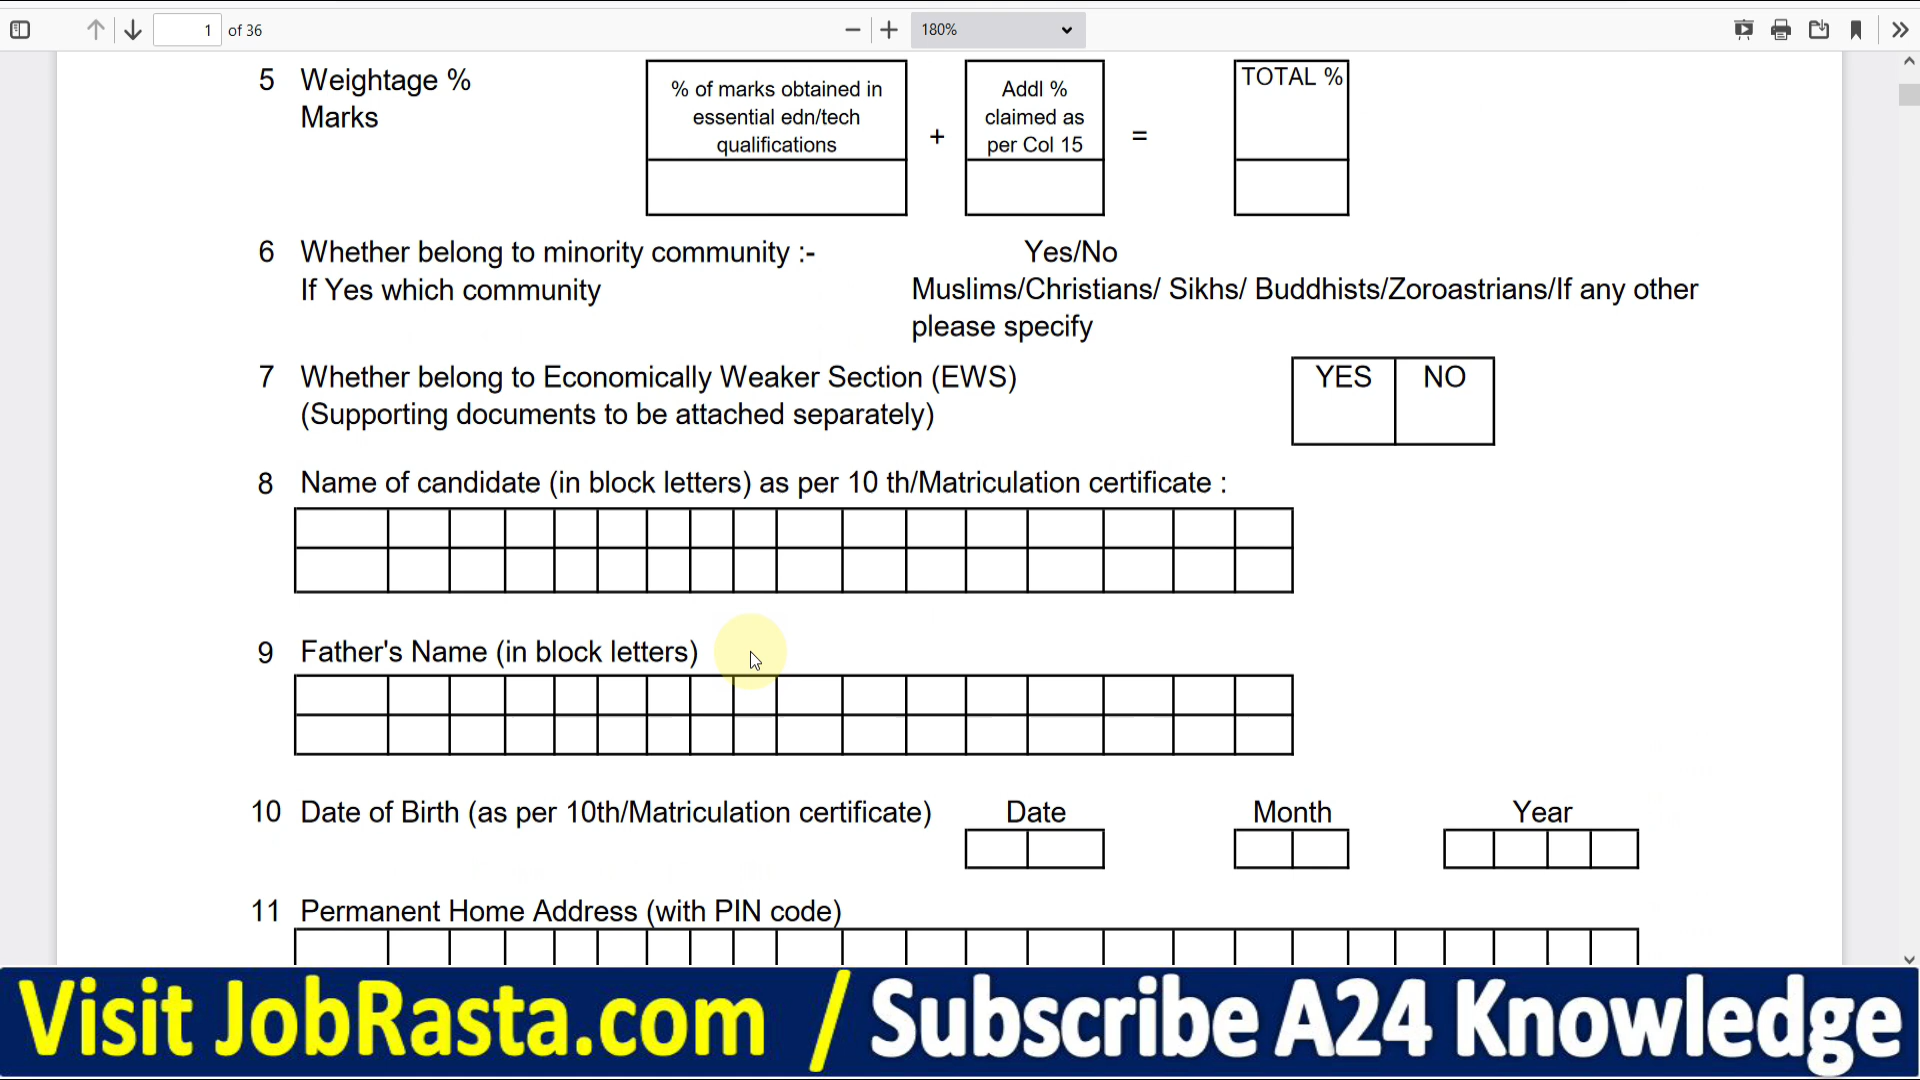 1 of 36 180%
5 Weightage %
Marks
% of marks obtained in
essential edn/tech
qualifications
+
Addl %
claimed as
per Col 15
=
TOTAL %
6 Whether belong to minority community :- Yes/No
If Yes which community Muslims/Christians/ Sikhs/ Buddhists/Zoroastrians/If any other
please specify
7 Whether belong to Economically Weaker Section (EWS) YES NO
(Supporting documents to be attached separately)
8 Name of candidate (in block letters) as per 10 th/Matriculation certificate :
9 Father's Name (in block letters)
10 Date of Birth (as per 10th/Matriculation certificate) Date Month Year
11 Permanent Home Address (with PIN code)
Visit JobRasta.com / Subscribe A24 Knowledge